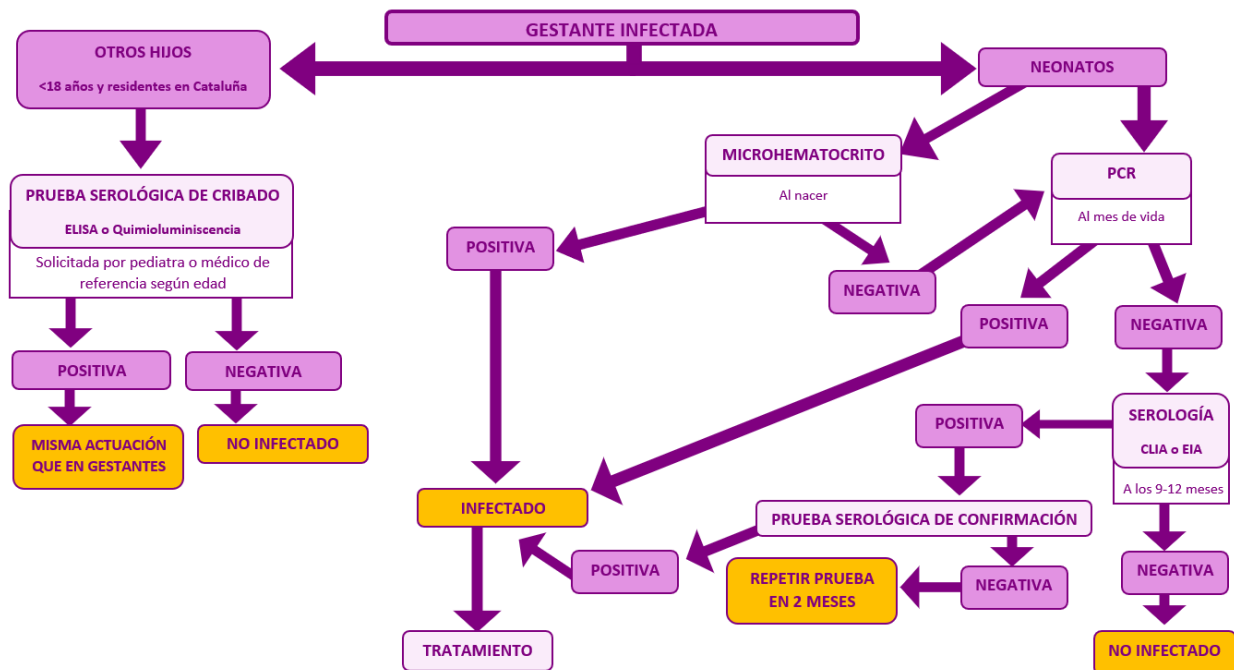 GESTANTE INFECTADA
OTROS HIJOS
<18 años y residentes en Cataluña
NEONATOS
MICROHEMATOCRITO
Al nacer
PCR
Al mes de vida
PRUEBA SEROLÓGICA DE CRIBADO
ELISA o Quimioluminiscencia
Solicitada por pediatra o médico de
referencia según edad
POSITIVA
NEGATIVA
POSITIVA
NEGATIVA
POSITIVA
NEGATIVA
MISMA ACTUACIÓN
QUE EN GESTANTES
NO INFECTADO
SEROLOGÍA
CLIA o EIA
A los 9-12 meses
POSITIVA
INFECTADO
PRUEBA SEROLÓGICA DE CONFIRMACIÓN
POSITIVA
REPETIR PRUEBA
EN 2 MESES
NEGATIVA
NEGATIVA
TRATAMIENTO
NO INFECTADO